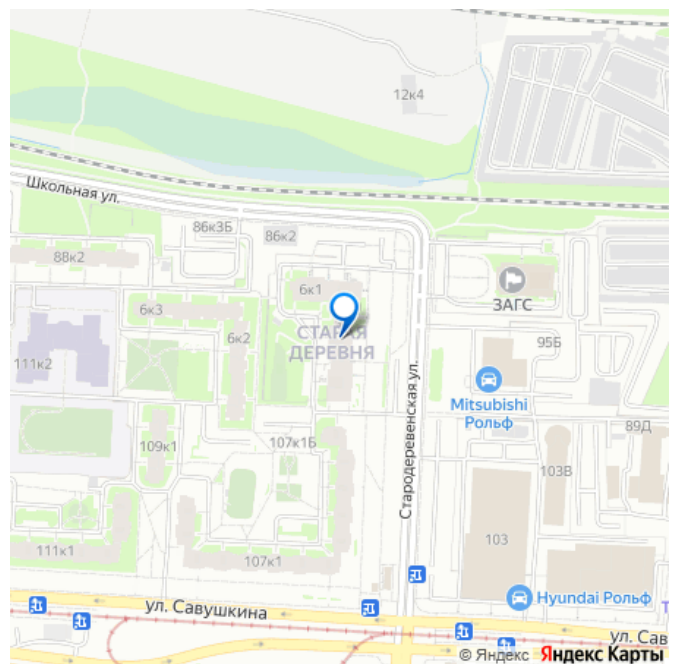 12к4
Школьная ул.
86к3Б
86к2
88к2
6к1
ЗАГС
6к3
6к2
СТАРАЯ
ДЕРЕВНЯ
95Б
111к2
Mitsubishi
Рольф
Стародеревенская ул.
89Д
109к1
107к1Б
103В
103
111к1
107к1
Hyundai Рольф
ул. Савушкина
Т
ул. Сав
© Яндекс Яндекс Карты